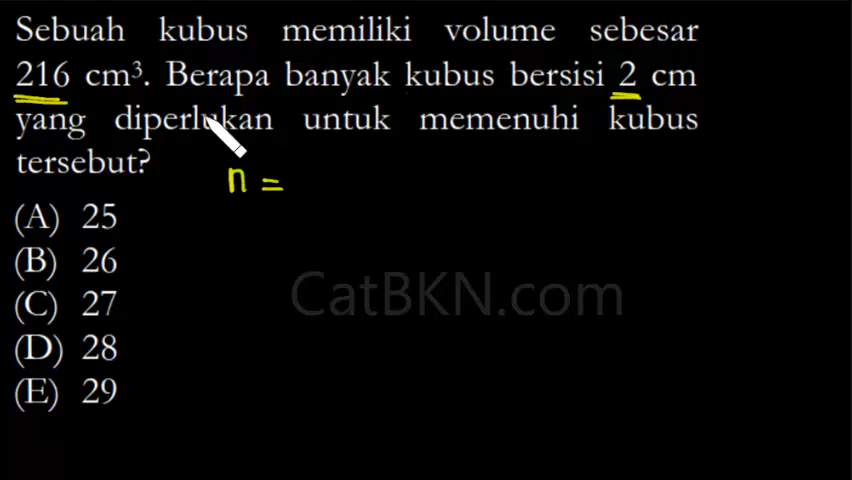 Sebuah kubus memiliki volume sebesar
216 cm³. Berapa banyak kubus bersisi 2 cm
yang diperlukan untuk memenuhi kubus
tersebut?
n =
(A) 25
(B) 26
(C) 27
(D) 28
(E) 29
CatBKN.com